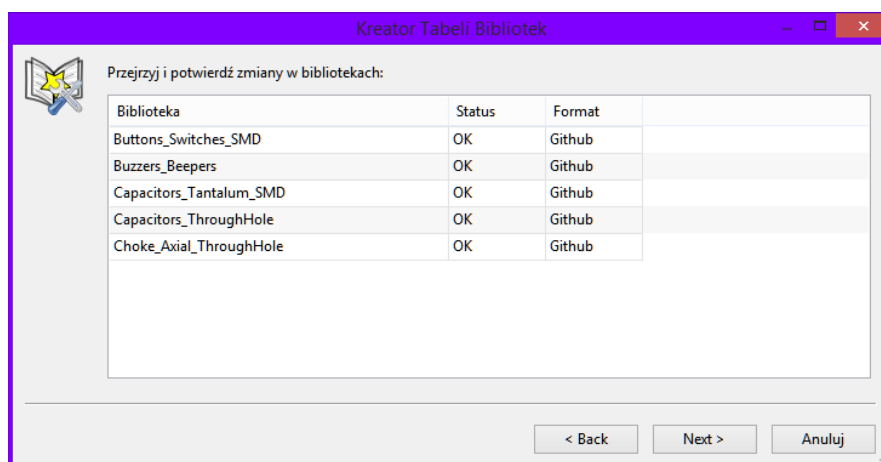 Kreator Tabeli Bibliotek
Przejrzyj i potwierdź zmiany w bibliotekach:
Biblioteka Status Format
Buttons_Switches_SMD OK Github
Buzzers_Beepers OK Github
Capacitors_Tantalum_SMD OK Github
Capacitors_ThroughHole OK Github
Choke_Axial_ThroughHole OK Github
< Back Next > Anuluj